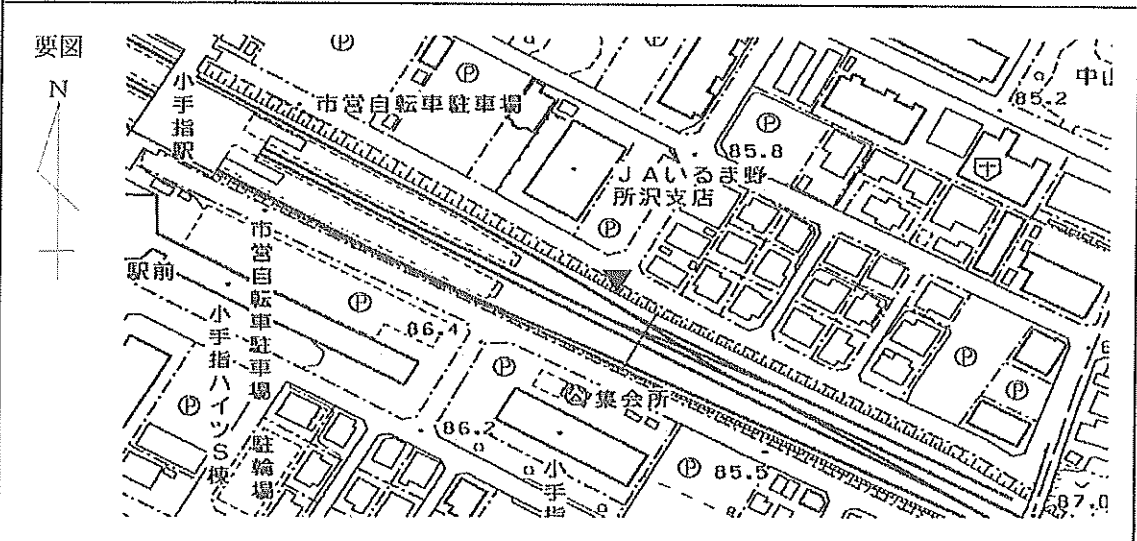 要図
N
小手指駅
市営自転車駐車場
Ⓟ
Ⓟ
Ⓟ
Ⓟ
85.8
85.2
中山
JAいるま野
所沢支店
Ⓟ
駅前
市営自転車駐車場
Ⓟ
86.4
小手指ハイツS棟
Ⓟ
駐輪場
Ⓟ
集会所
86.2
小手指
Ⓟ
85.5
Ⓟ
Ⓟ
87.0